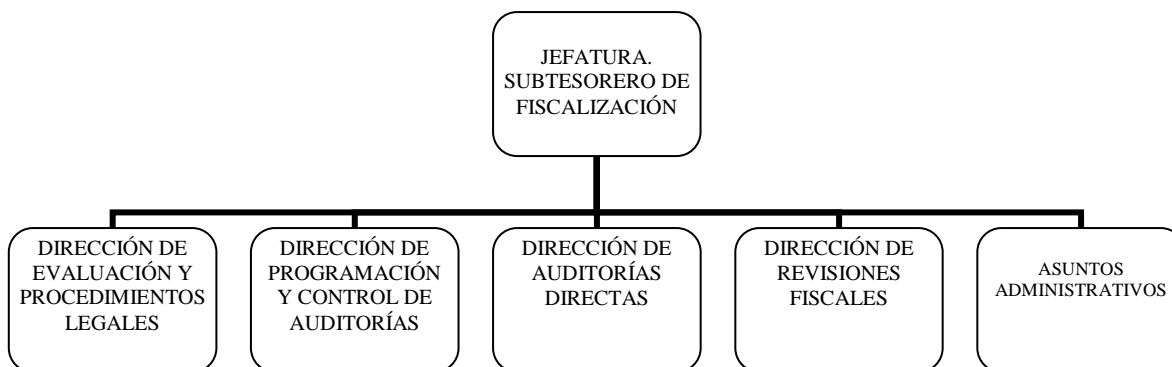 JEFATURA.
SUBTESORERO DE
FISCALIZACIÓN
DIRECCIÓN DE
EVALUACIÓN Y
PROCEDIMIENTOS
LEGALES
DIRECCIÓN DE
PROGRAMACIÓN
Y CONTROL DE
AUDITORÍAS
DIRECCIÓN DE
AUDITORÍAS
DIRECTAS
DIRECCIÓN DE
REVISIONES
FISCALES
ASUNTOS
ADMINISTRATIVOS